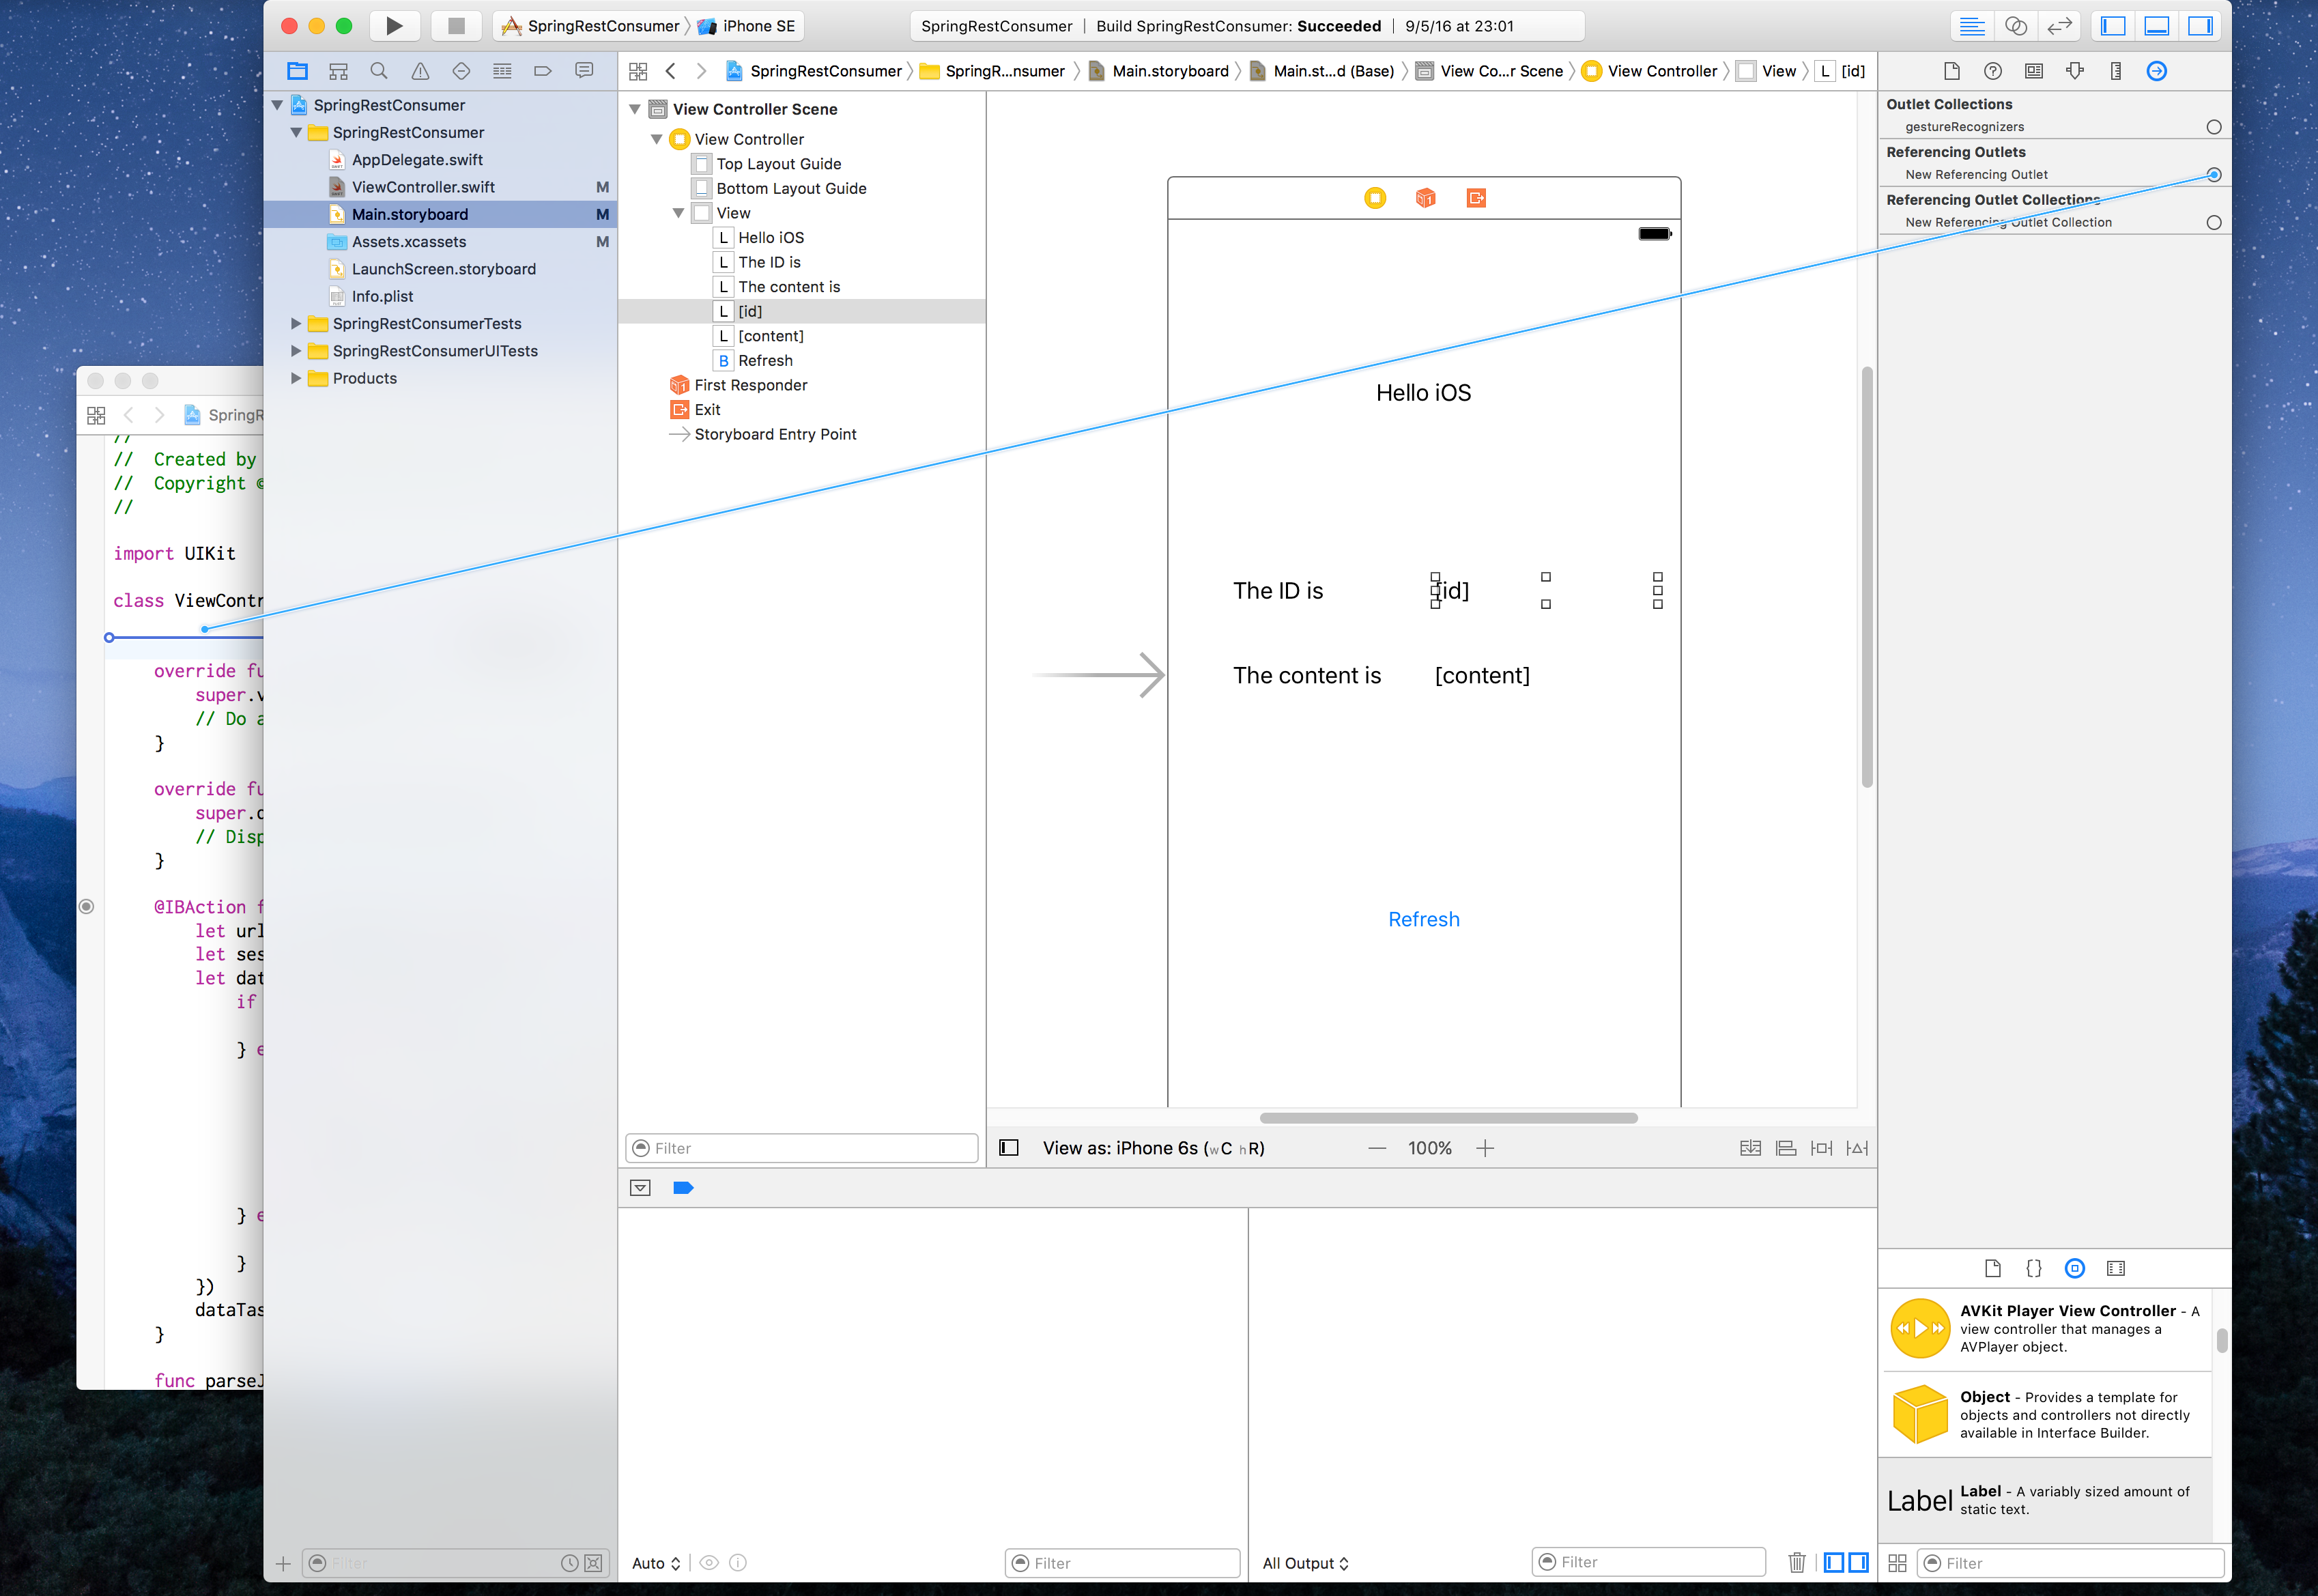 SpringRestConsumer iPhone SE
SpringRestConsumer | Build SpringRestConsumer: Succeeded | 9/5/16 at 23:01
SpringRestConsumer SpringR...nsumer Main.storyboard Main.st...d (Base) View Co...r Scene View Controller View L [id]
SpringRestConsumer
SpringRestConsumer
AppDelegate.swift
ViewController.swift M
Main.storyboard M
Assets.xcassets M
LaunchScreen.storyboard
Info.plist
SpringRestConsumerTests
SpringRestConsumerUITests
Products
Filter
SpringR
//
// Created by
// Copyright ©
//
import UIKit
class ViewContr
override fu
super.v
// Do a
}
override fu
super.d
// Disp
}
@IBAction f
let url
let ses
let dat
if
} e
} e
}
})
dataTas
}
func parseJ
View Controller Scene
View Controller
Top Layout Guide
Bottom Layout Guide
View
L Hello iOS
L The ID is
L The content is
L [id]
L [content]
B Refresh
First Responder
Exit
Storyboard Entry Point
Filter
Hello iOS
The ID is [id]
The content is [content]
Refresh
View as: iPhone 6s (wC hR)
— 100% +
Auto
Filter
All Output
Filter
Outlet Collections
gestureRecognizers
Referencing Outlets
New Referencing Outlet
Referencing Outlet Collections
New Referencing Outlet Collection
AVKit Player View Controller - A
view controller that manages a
AVPlayer object.
Object - Provides a template for
objects and controllers not directly
available in Interface Builder.
Label
Label - A variably sized amount of
static text.
Filter